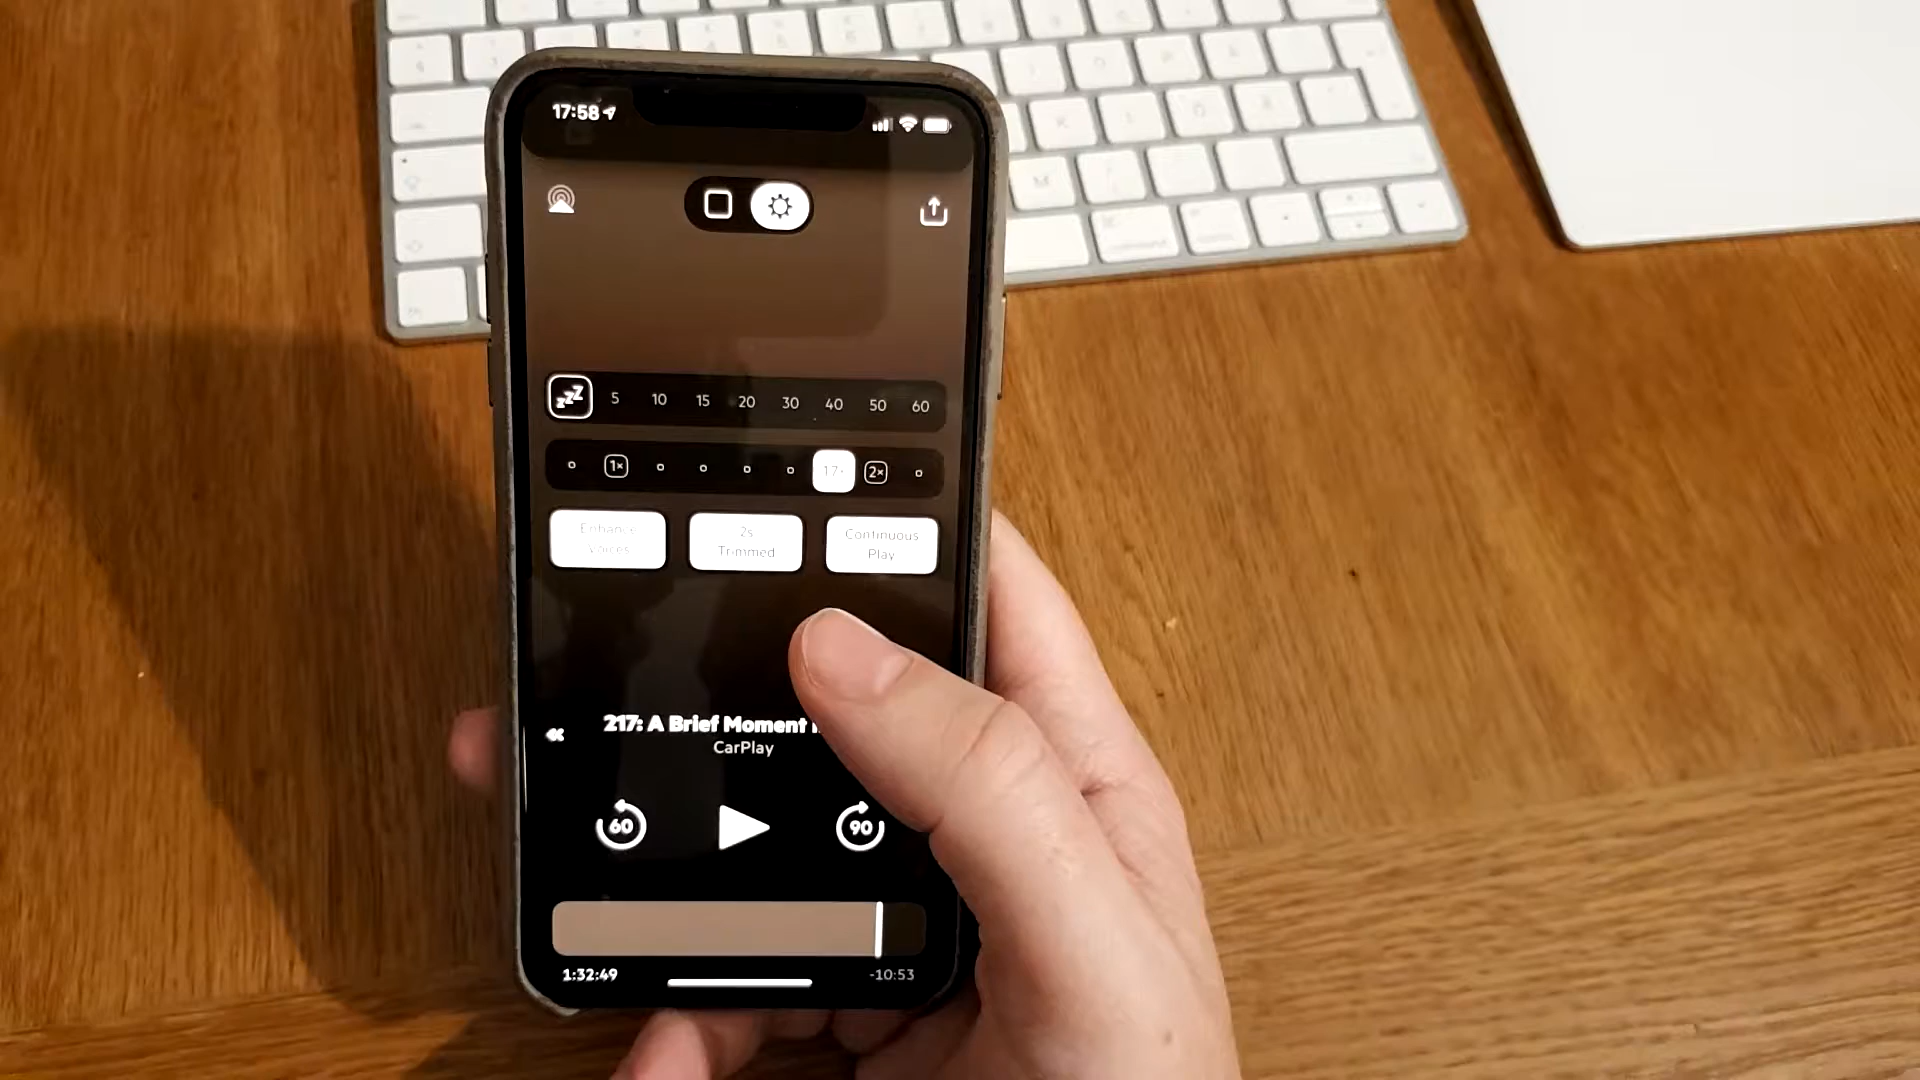 17:58
5 10 15 20 30 40 50 60
1× 17× 2×
Enhance
Voices
2s
Trimmed
Continuous
Play
217: A Brief Moment
CarPlay
60 90
1:32:49 -10:53